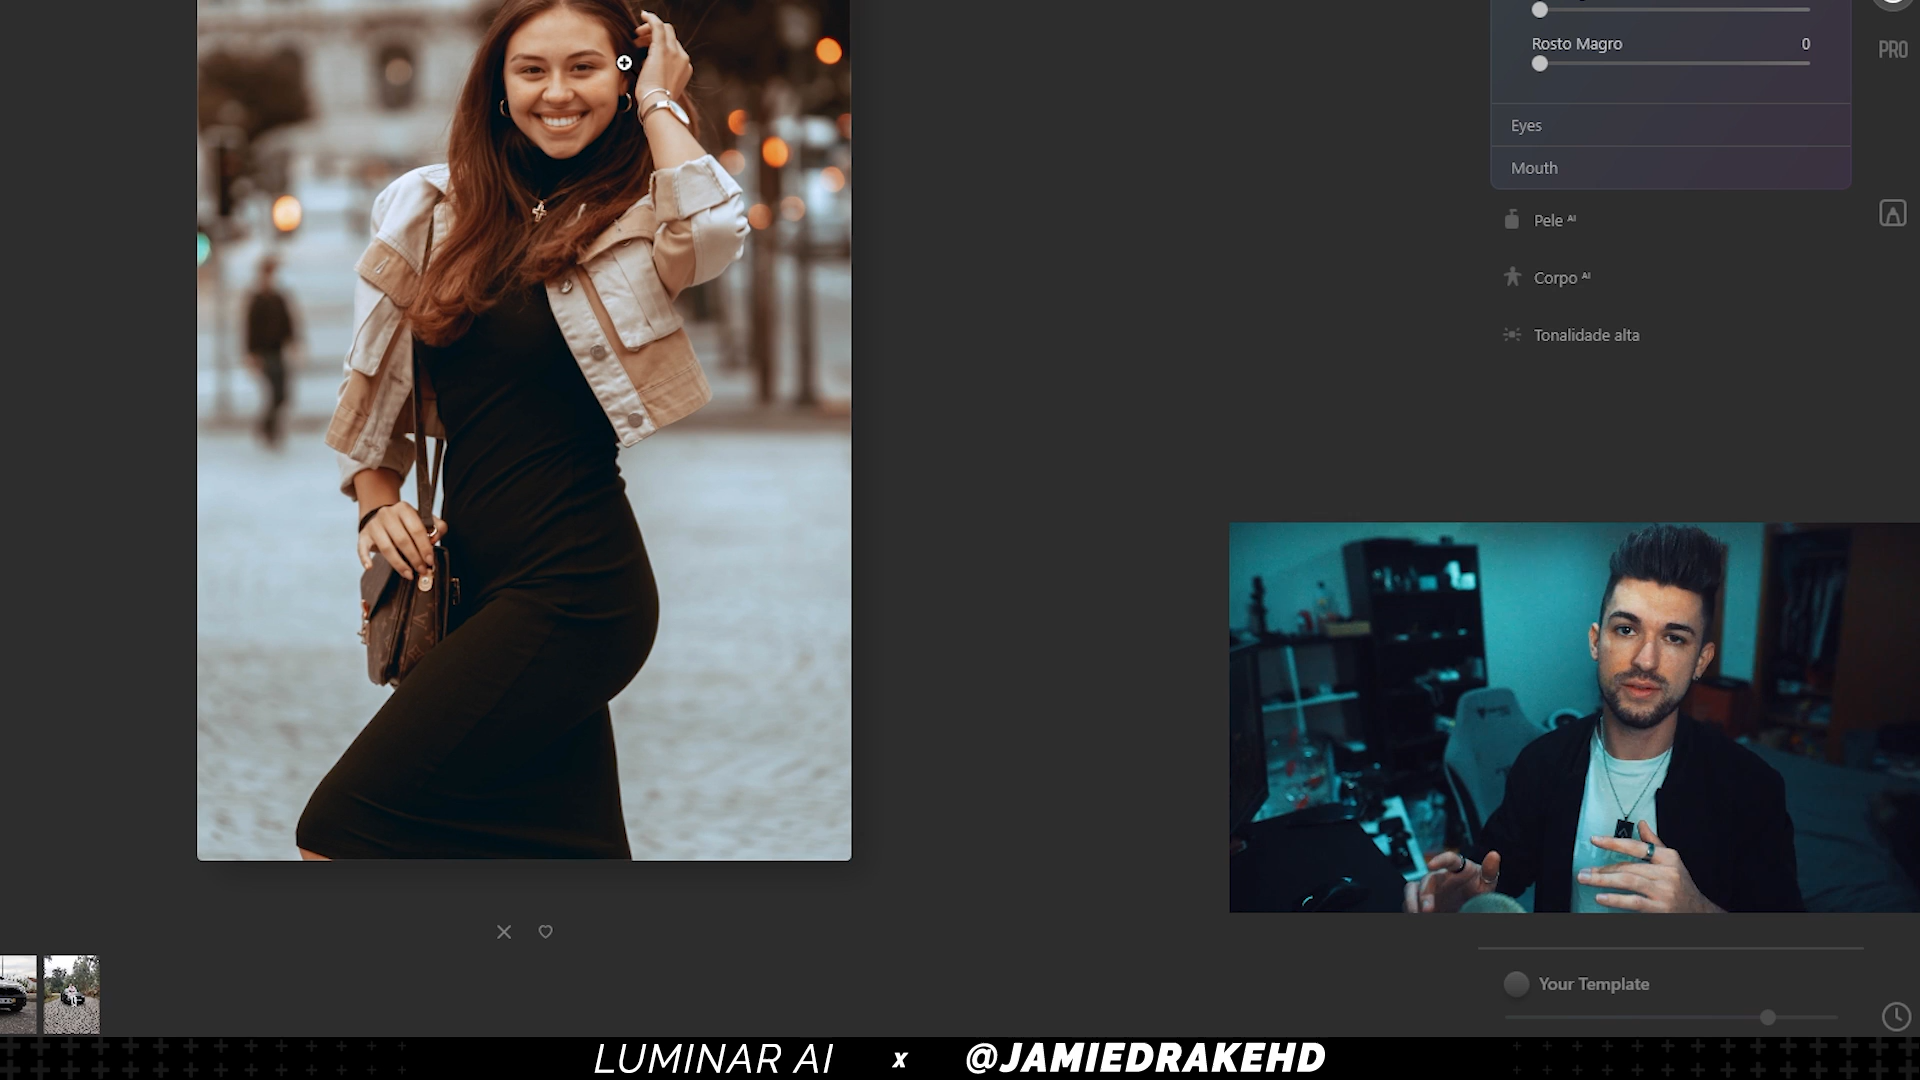 Rosto Magro 0
PRO
Eyes
Mouth
Pele AI
Corpo AI
Tonalidade alta
Your Template
LUMINAR AI x @JAMIEDRAKEHD